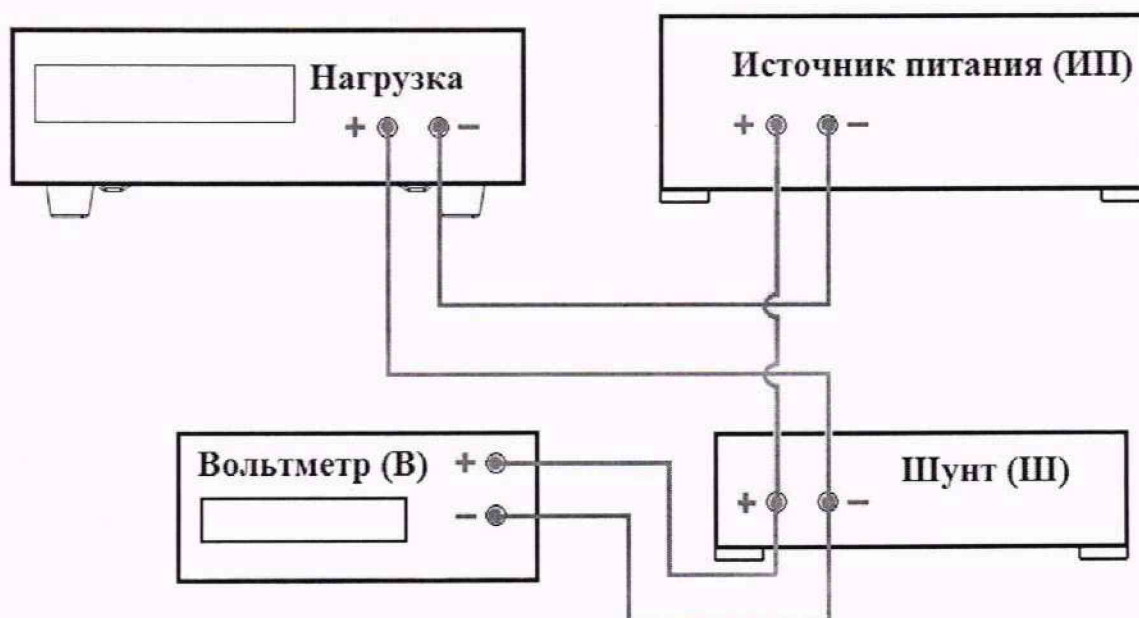 Нагрузка
+ −
Источник питания (ИП)
+ −
Вольтметр (В)
+
−
Шунт (Ш)
+ −